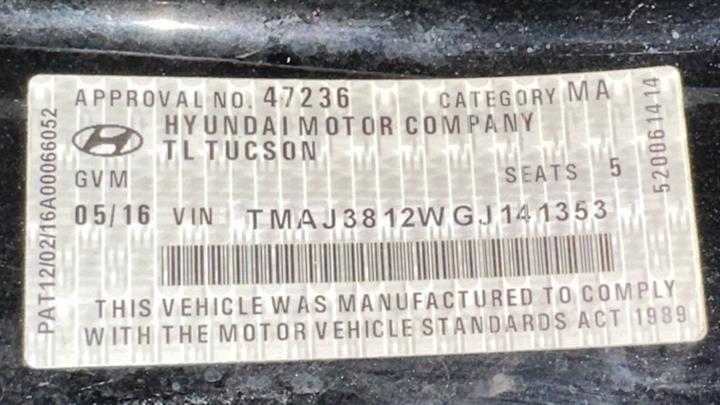 APPROVAL NO. 47236 CATEGORY MA
HYUNDAI MOTOR COMPANY
TL TUCSON
GVM SEATS 5
05/16 VIN TMAJ3812WGJ141353
THIS VEHICLE WAS MANUFACTURED TO COMPLY
WITH THE MOTOR VEHICLE STANDARDS ACT 1989
PAT12/02/16A00066052
520061414